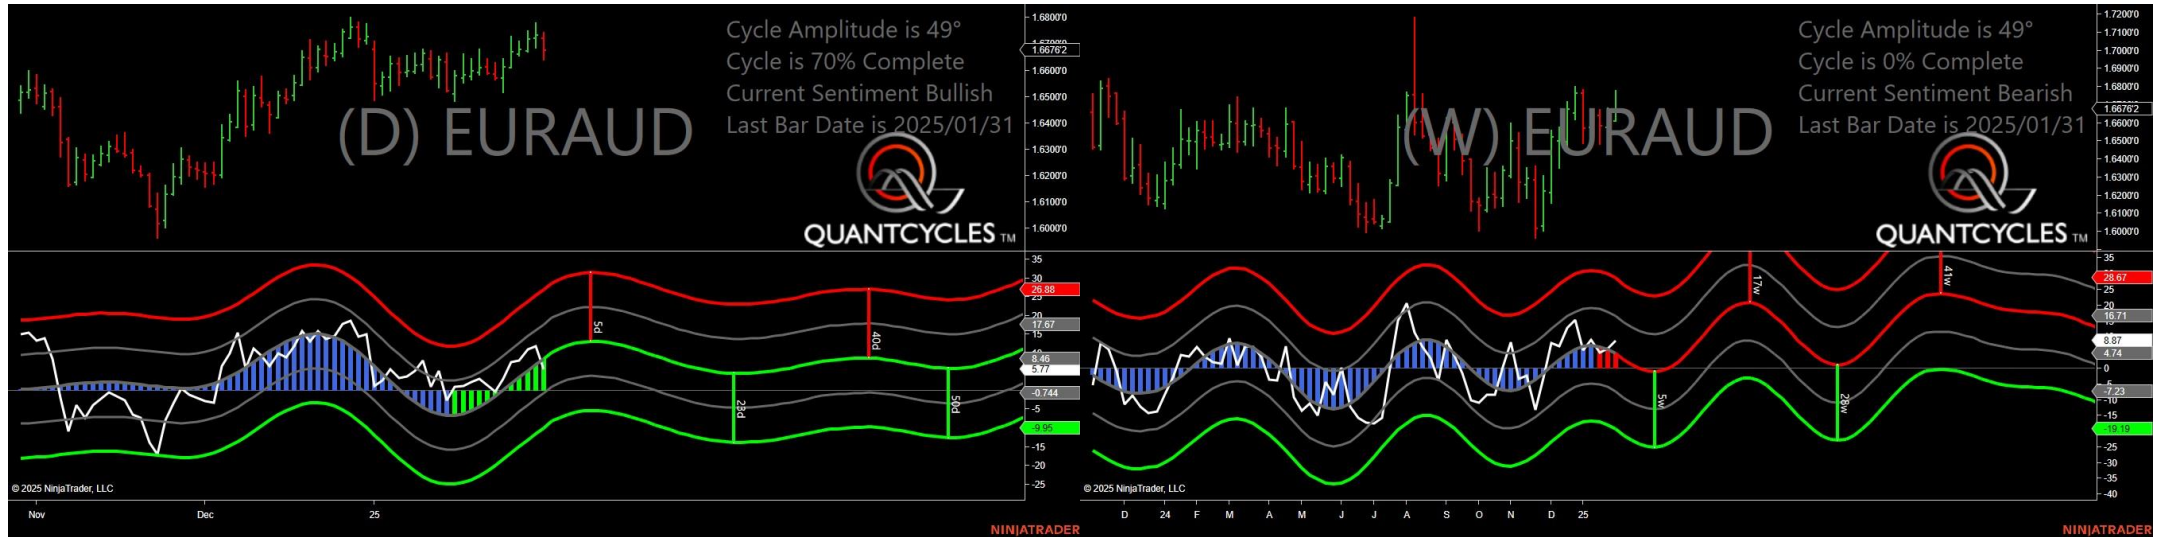 Cycle Amplitude is 49°
Cycle is 70% Complete
Current Sentiment Bullish
Last Bar Date is 2025/01/31
(D) EURAUD
QUANTCYCLES TM
1.6800'0
1.6676'2
1.6600'0
1.6500'0
1.6400'0
1.6300'0
1.6200'0
1.6100'0
1.6000'0
35
30
26.88
25
20
17.67
15
8.46
5.77
-0.744
-5
-9.95
-15
-20
-25
5d
23d
40d
50d
© 2025 NinjaTrader, LLC
Nov Dec 25
NINJATRADER
Cycle Amplitude is 49°
Cycle is 0% Complete
Current Sentiment Bearish
Last Bar Date is 2025/01/31
(W) EURAUD
QUANTCYCLES TM
1.7200'0
1.7100'0
1.7000'0
1.6900'0
1.6800'0
1.6676'2
1.6600'0
1.6500'0
1.6400'0
1.6300'0
1.6200'0
1.6100'0
1.6000'0
35
28.67
25
20
16.71
8.87
4.74
0
-5
-7.23
-10
-15
-19.19
-25
-30
-35
-40
5w
17w
28w
41w
© 2025 NinjaTrader, LLC
D 24 F M A M J J A S O N D 25
NINJATRADER